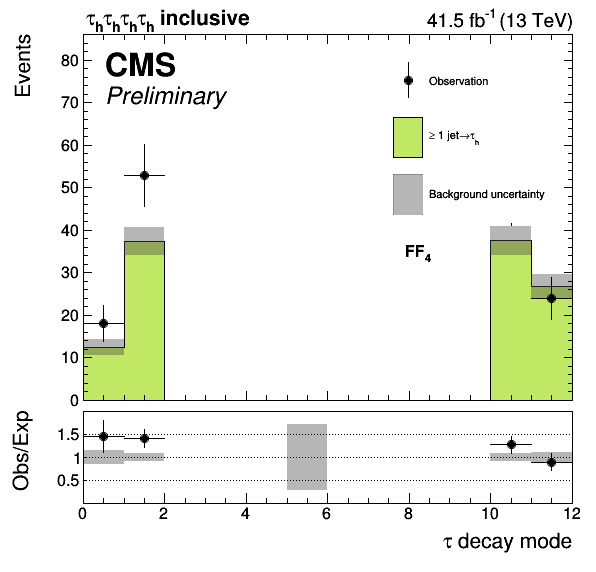 τhτhτhτh inclusive
41.5 fb⁻¹ (13 TeV)
Events
CMS
Preliminary
Observation
≥ 1 jet→τh
Background uncertainty
FF₄
80
70
60
50
40
30
20
10
0
Obs/Exp
1.5
1
0.5
0 2 4 6 8 10 12
τ decay mode